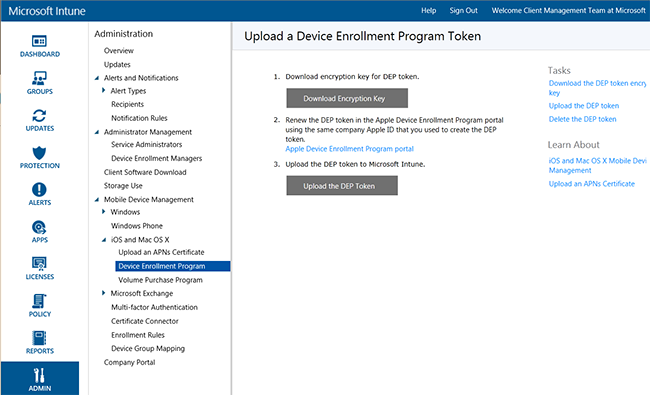 Microsoft Intune
Help
Sign Out
Welcome Client Management Team at Microsoft
DASHBOARD
GROUPS
UPDATES
PROTECTION
ALERTS
APPS
LICENSES
POLICY
REPORTS
ADMIN
Administration
Overview
Updates
Alerts and Notifications
Alert Types
Recipients
Notification Rules
Administrator Management
Service Administrators
Device Enrollment Managers
Client Software Download
Storage Use
Mobile Device Management
Windows
Windows Phone
iOS and Mac OS X
Upload an APNs Certificate
Device Enrollment Program
Volume Purchase Program
Microsoft Exchange
Multi-factor Authentication
Certificate Connector
Enrollment Rules
Device Group Mapping
Company Portal
Upload a Device Enrollment Program Token
1. Download encryption key for DEP token.
Download Encryption Key
2. Renew the DEP token in the Apple Device Enrollment Program portal
using the same company Apple ID that you used to create the DEP
token.
Apple Device Enrollment Program portal
3. Upload the DEP token to Microsoft Intune.
Upload the DEP Token
Tasks
Download the DEP token encry
key
Upload the DEP token
Delete the DEP token
Learn About
iOS and Mac OS X Mobile Devi
Management
Upload an APNs Certificate